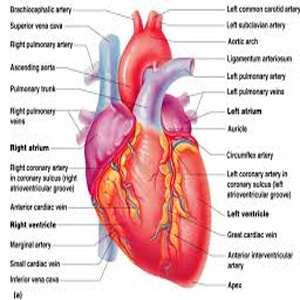 Brachiocephalic artery
Superior vena cava
Right pulmonary artery
Ascending aorta
Pulmonary trunk
Right pulmonary
veins
Right atrium
Right coronary artery
in coronary sulcus (right
atrioventricular groove)
Anterior cardiac vein
Right ventricle
Marginal artery
Small cardiac vein
Inferior vena cava
(a)
Left common carotid artery
Left subclavian artery
Aortic arch
Ligamentum arteriosum
Left pulmonary artery
Left pulmonary veins
Left atrium
Auricle
Circumflex artery
Left coronary artery in
coronary sulcus (left
atrioventricular groove)
Left ventricle
Great cardiac vein
Anterior interventricular
artery
Apex